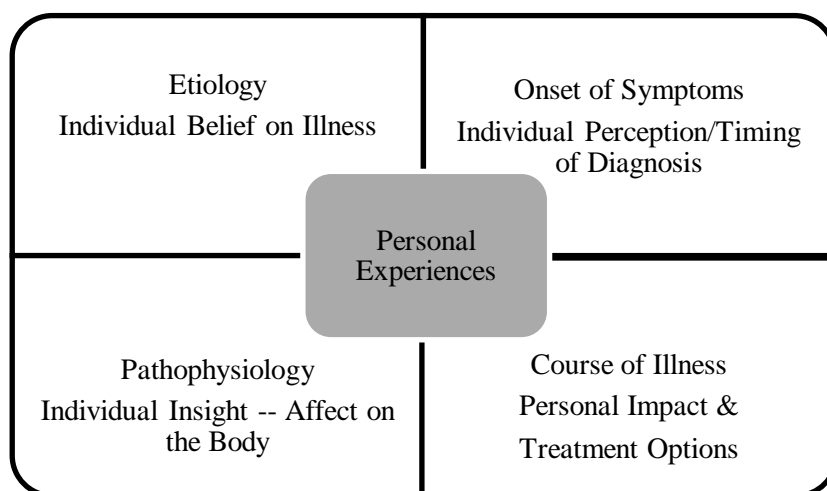 Etiology
Individual Belief on Illness
Onset of Symptoms
Individual Perception/Timing
of Diagnosis
Personal
Experiences
Pathophysiology
Individual Insight -- Affect on
the Body
Course of Illness
Personal Impact &
Treatment Options